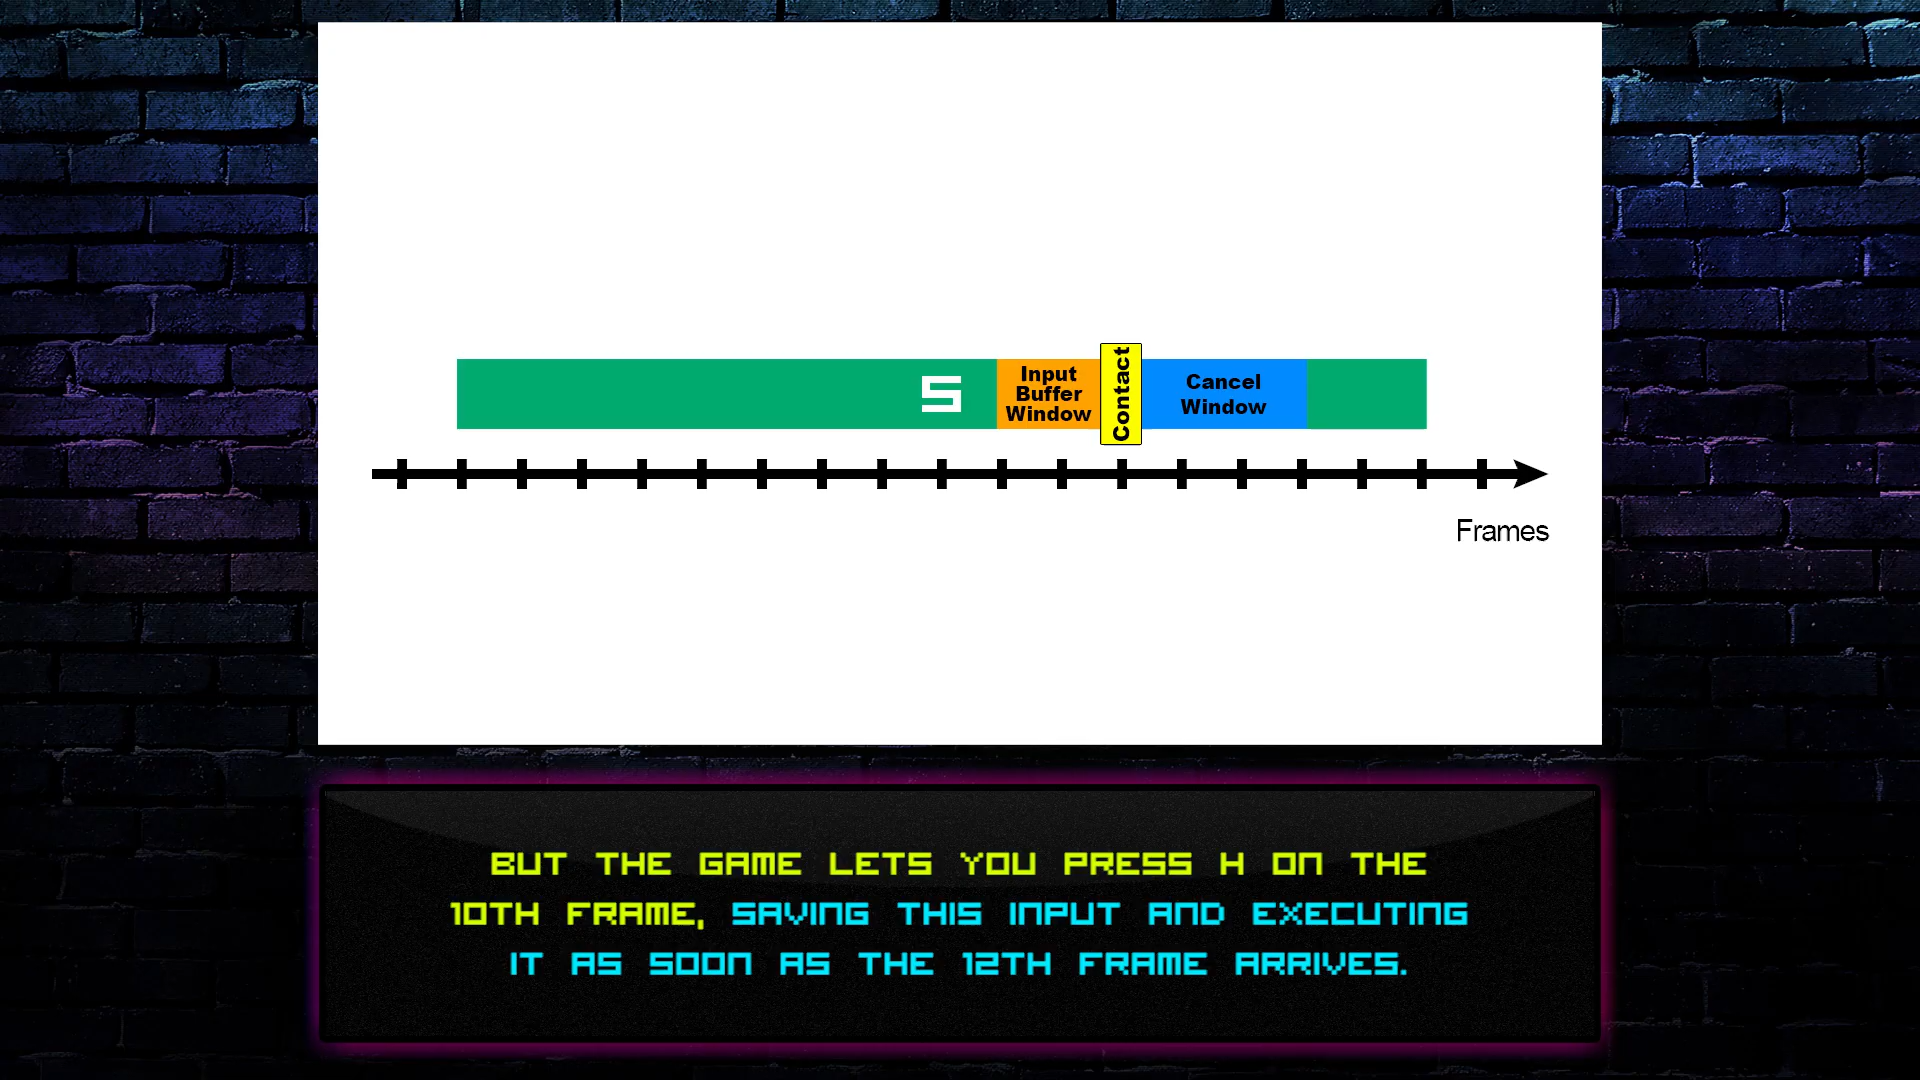 S
Input
Buffer
Window
Contact
Cancel
Window
Frames
BUT THE GAME LETS YOU PRESS H ON THE
10TH FRAME, SAVING THIS INPUT AND EXECUTING
IT AS SOON AS THE 12TH FRAME ARRIVES.